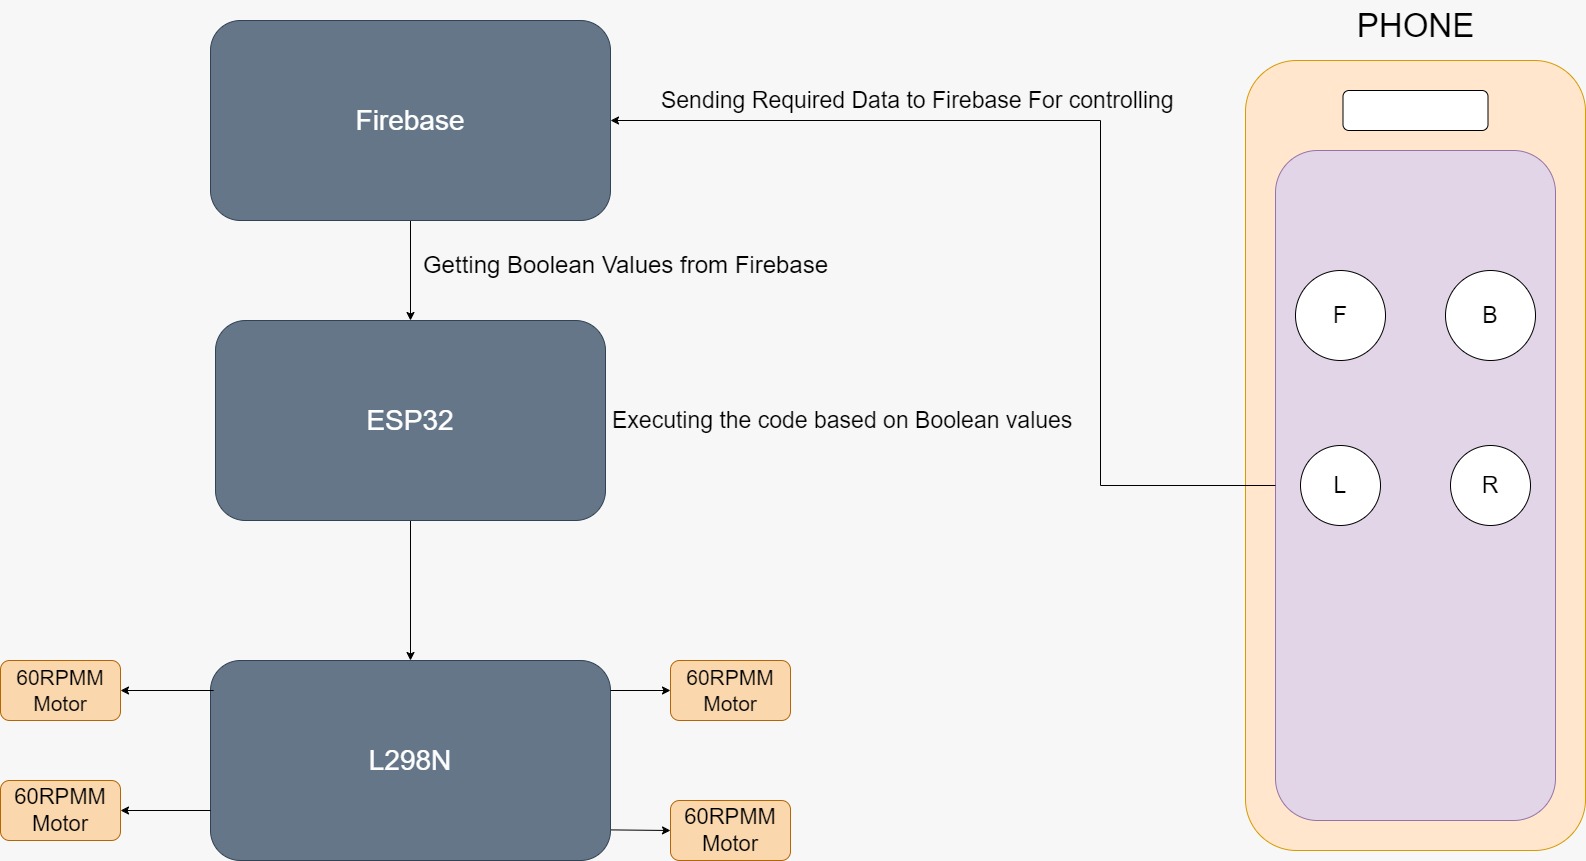 PHONE
Firebase
Sending Required Data to Firebase For controlling
Getting Boolean Values from Firebase
F
B
ESP32
Executing the code based on Boolean values
L
R
60RPMM
Motor
60RPMM
Motor
L298N
60RPMM
Motor
60RPMM
Motor